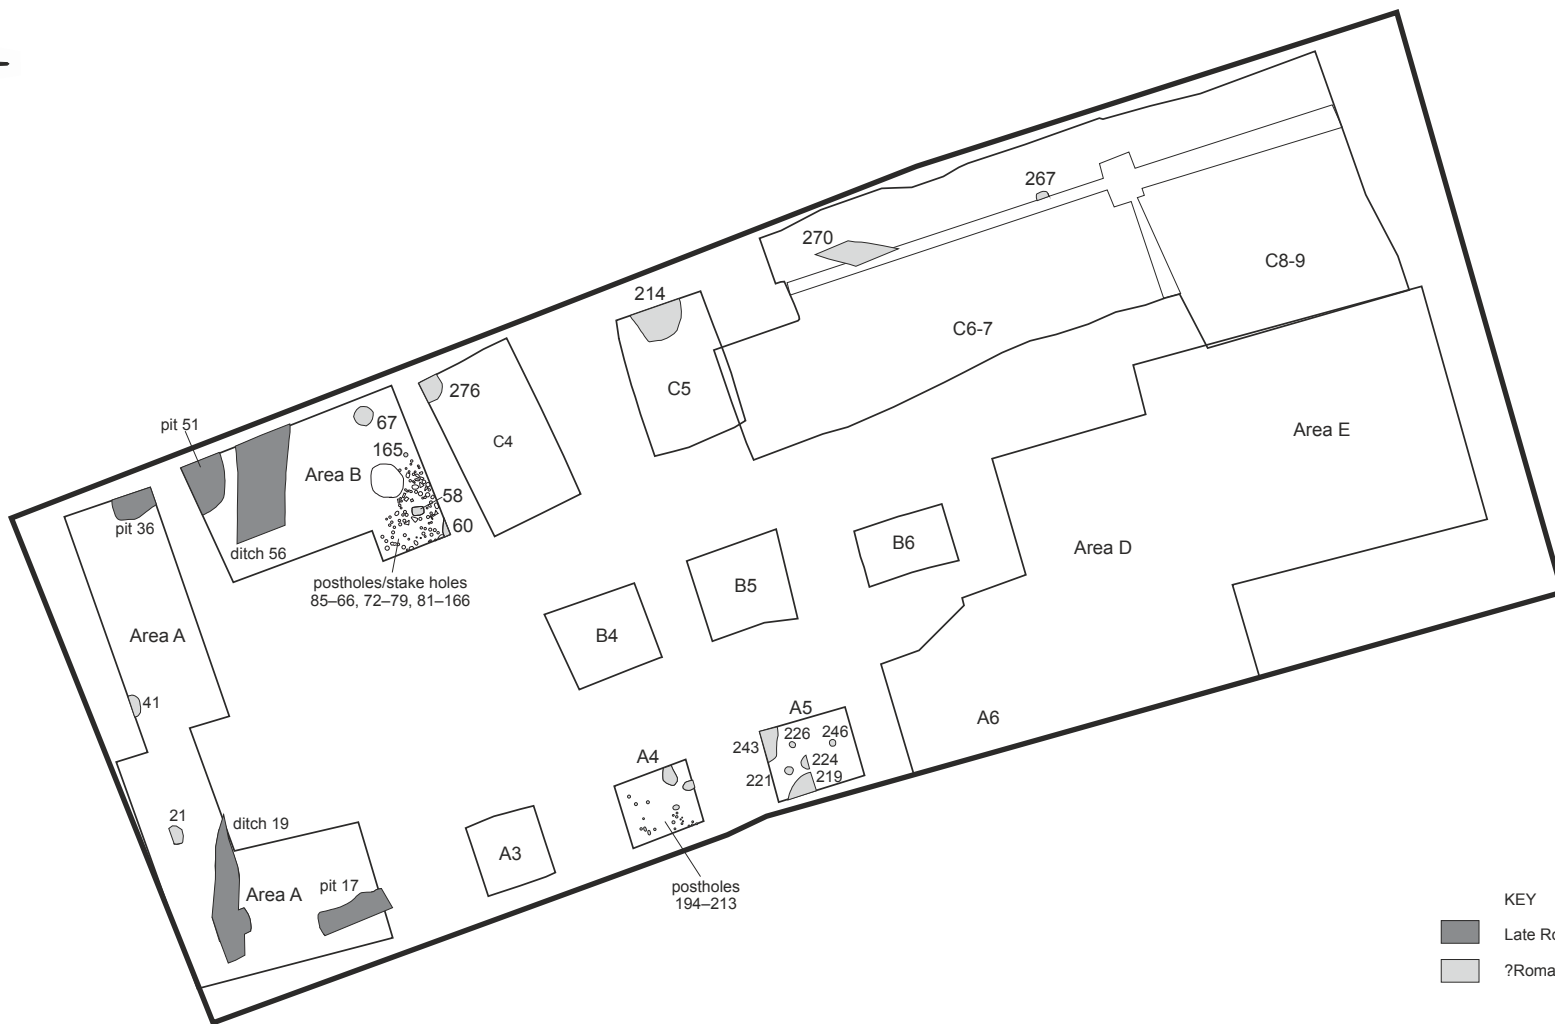 267
270
C8-9
214
C6-7
C5
276
67
pit 51
C4
Area E
165
Area B
58
pit 36
60
ditch 56
B6
Area D
postholes/stake holes
85–66, 72–79, 81–166
B5
B4
Area A
41
A5
A6
226
246
243
A4
224
221
219
21
ditch 19
A3
pit 17
Area A
postholes
194–213
KEY
Late Ro
?Roma